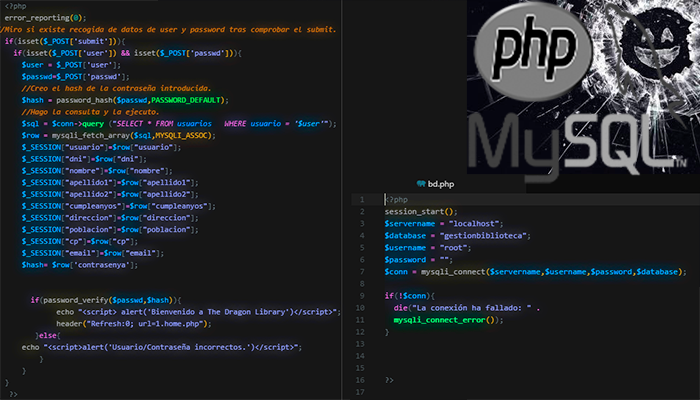 <?php
error_reporting(0);
/Miro si existe recogida de datos de user y password tras comprobar el submit.
if(isset($_POST['submit'])){
if(isset($_POST['user']) && isset($_POST['passwd'])){
$user = $_POST['user'];
$passwd=$_POST['passwd'];
//Creo el hash de la contraseña introducida.
$hash = password_hash($passwd,PASSWORD_DEFAULT);
//Hago la consulta y la ejecuto.
$sql = $conn->query ("SELECT * FROM usuarios WHERE usuario = '$user'");
$row = mysqli_fetch_array($sql,MYSQLI_ASSOC);
$_SESSION["usuario"]=$row["usuario"];
$_SESSION["dni"]=$row["dni"];
$_SESSION["nombre"]=$row["nombre"];
$_SESSION["apellido1"]=$row["apellido1"];
$_SESSION["apellido2"]=$row["apellido2"];
$_SESSION["cumpleanyos"]=$row["cumpleanyos"];
$_SESSION["direccion"]=$row["direccion"];
$_SESSION["poblacion"]=$row["poblacion"];
$_SESSION["cp"]=$row["cp"];
$_SESSION["email"]=$row["email"];
$hash= $row['contrasenya'];
if(password_verify($passwd,$hash)){
echo "<script> alert('Bienvenido a The Dragon Library')</script>";
header("Refresh:0; url=1.home.php");
}else{
echo "<script>alert('Usuario/Contraseña incorrectos.')</script>";
}
}
}
?>
php
MySQL
TM
bd.php
1 <?php
2 session_start();
3 $servername = "localhost";
4 $database = "gestionbiblioteca";
5 $username = "root";
6 $password = "";
7 $conn = mysqli_connect($servername,$username,$password,$database);
8
9 if(!$conn){
10 die("La conexión ha fallado: " .
11 mysqli_connect_error());
12 }
13
14
15
16 ?>
17